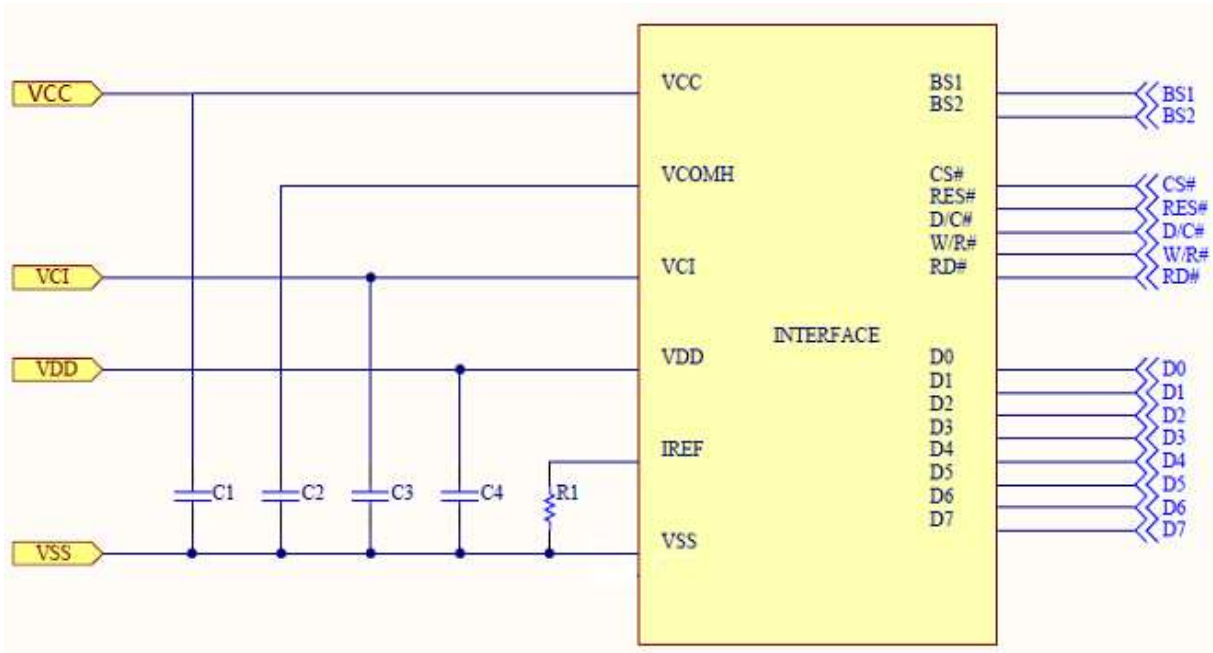 VCC
VCI
VDD
VSS
C1
C2
C3
C4
R1
VCC
VCOMH
VCI
VDD
IREF
VSS
INTERFACE
BS1
BS2
CS#
RES#
D/C#
W/R#
RD#
D0
D1
D2
D3
D4
D5
D6
D7
BS1
BS2
CS#
RES#
D/C#
W/R#
RD#
D0
D1
D2
D3
D4
D5
D6
D7